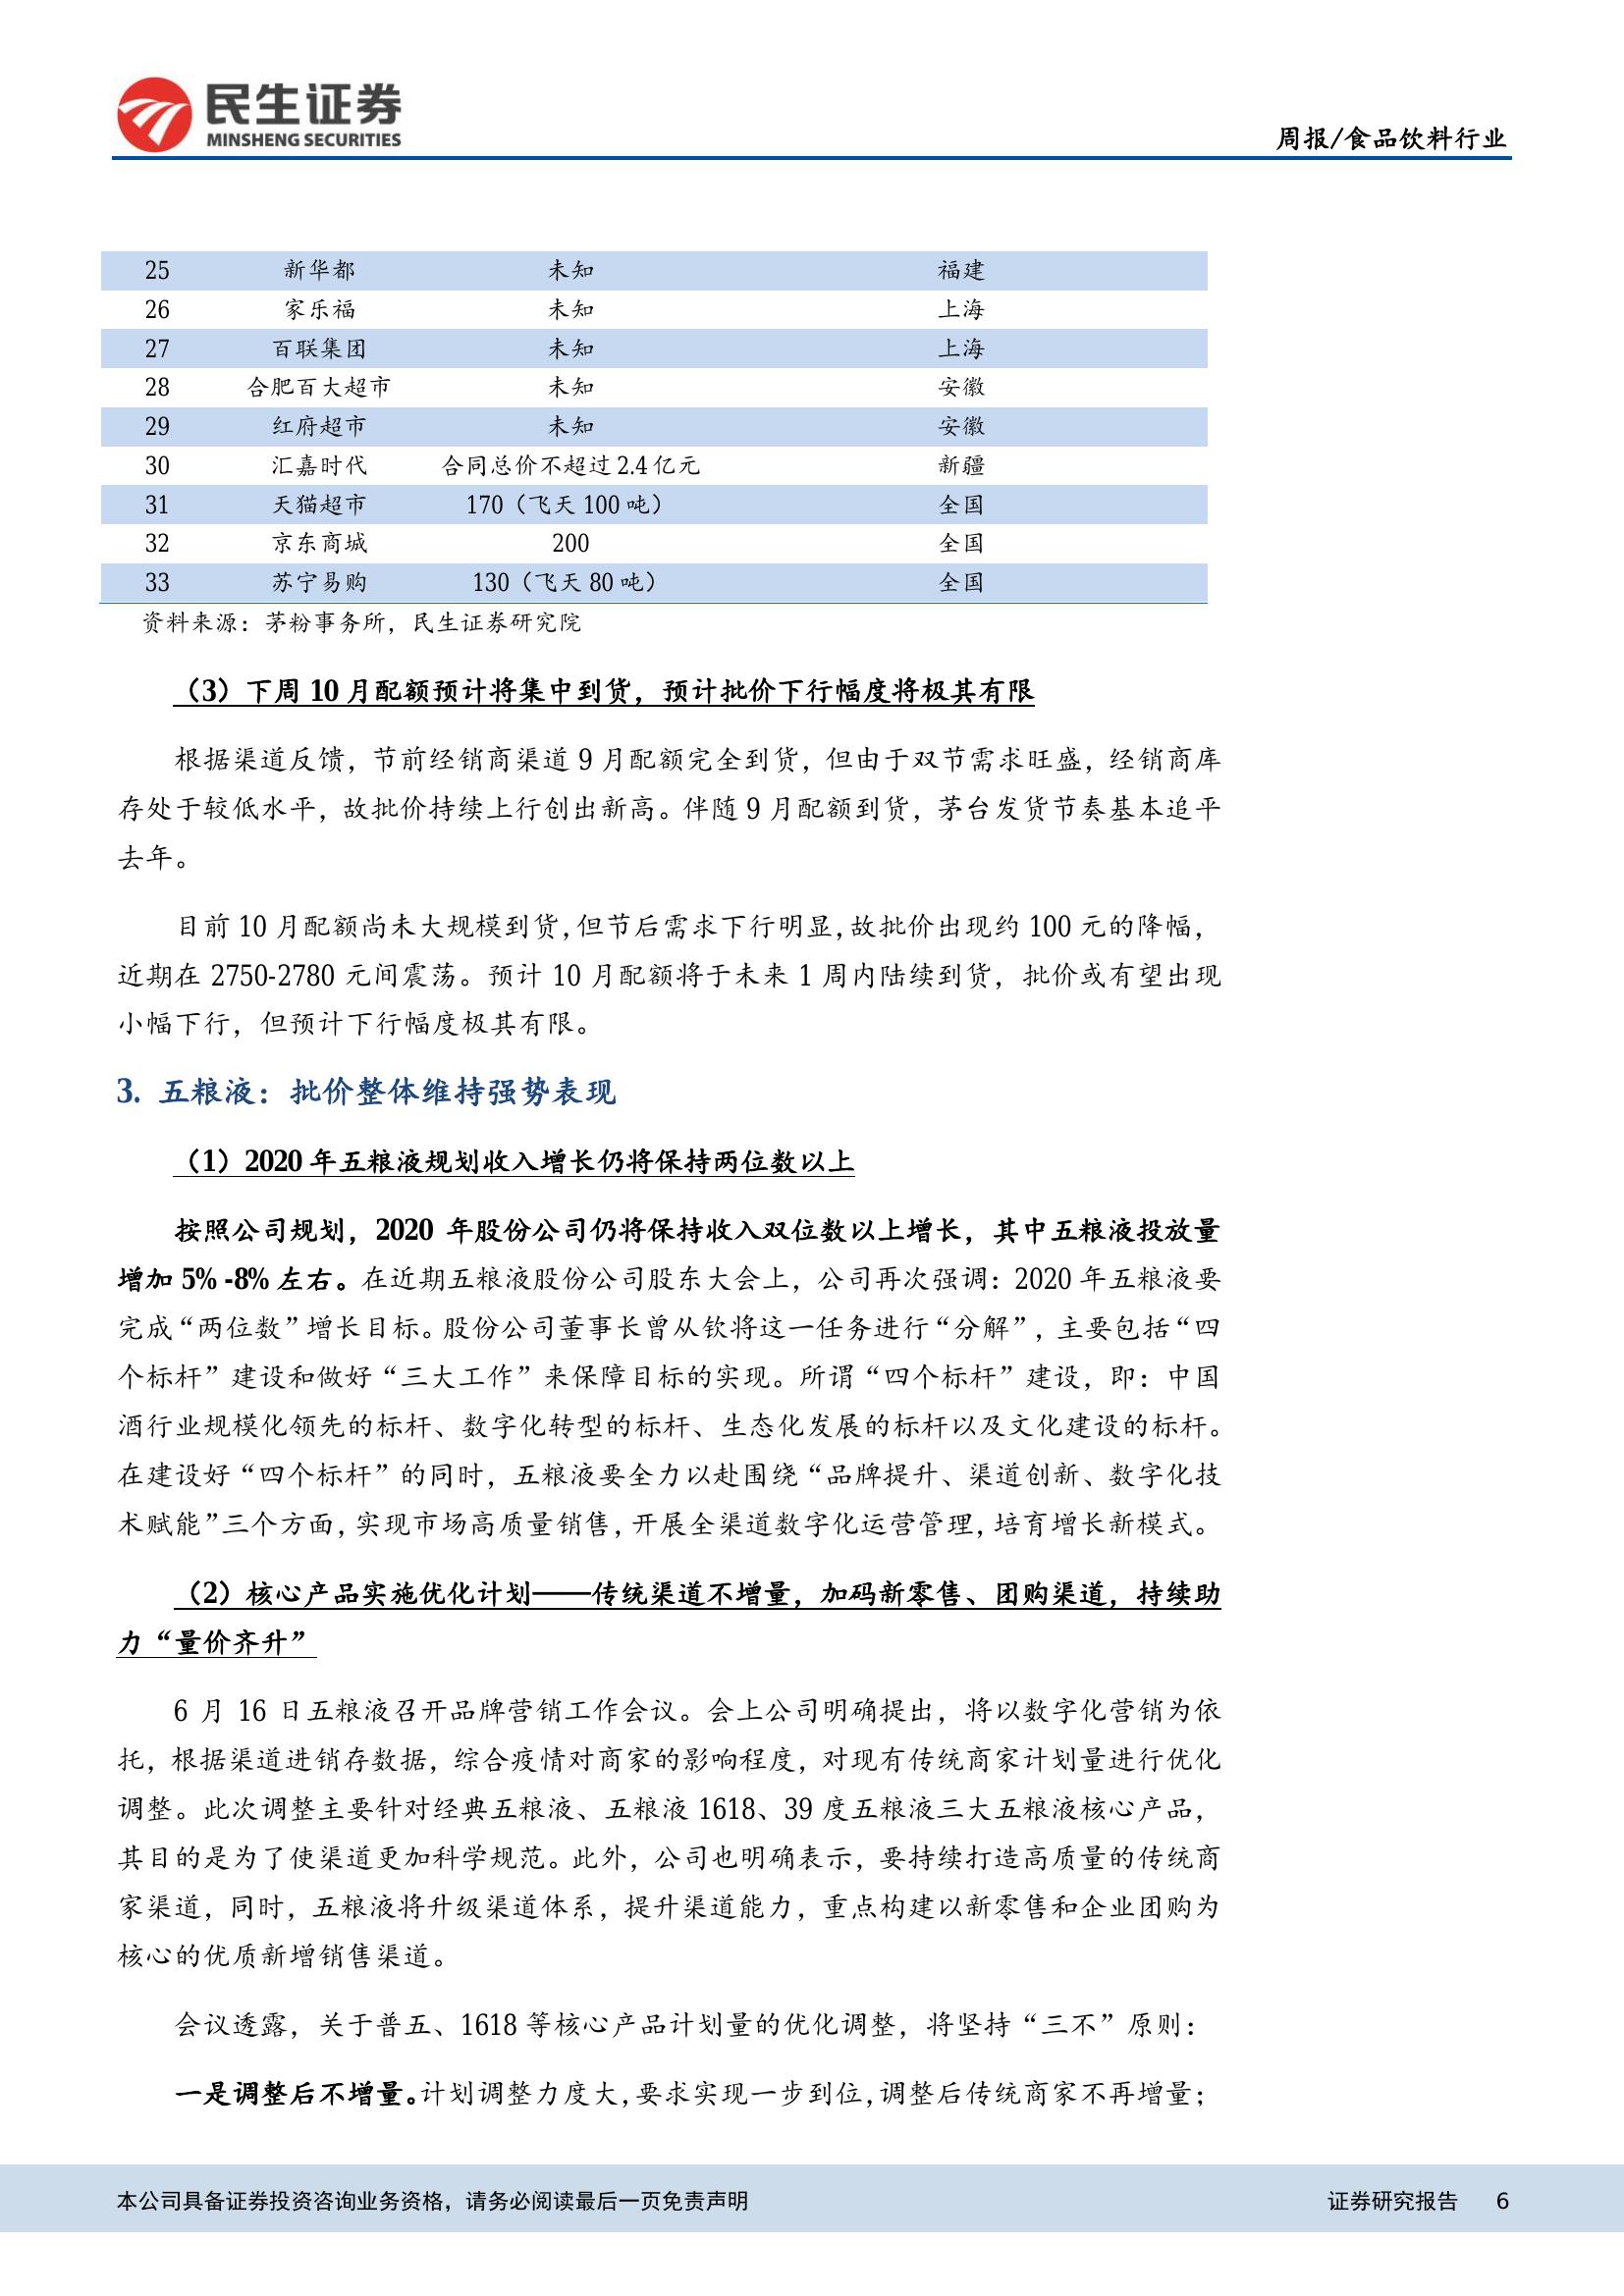 民生证券
MINSHENG SECURITIES
周报/食品饮料行业
25 新华都 未知 福建
26 家乐福 未知 上海
27 百联集团 未知 上海
28 合肥百大超市 未知 安徽
29 红府超市 未知 安徽
30 汇嘉时代 合同总价不超过 2.4 亿元 新疆
31 天猫超市 170（飞天 100 吨） 全国
32 京东商城 200 全国
33 苏宁易购 130（飞天 80 吨） 全国
资料来源：茅粉事务所，民生证券研究院
（3）下周 10 月配额预计将集中到货，预计批价下行幅度将极其有限
根据渠道反馈，节前经销商渠道 9 月配额完全到货，但由于双节需求旺盛，经销商库
存处于较低水平，故批价持续上行创出新高。伴随 9 月配额到货，茅台发货节奏基本追平
去年。
目前 10 月配额尚未大规模到货，但节后需求下行明显，故批价出现约 100 元的降幅，
近期在 2750-2780 元间震荡。预计 10 月配额将于未来 1 周内陆续到货，批价或有望出现
小幅下行，但预计下行幅度极其有限。
3. 五粮液：批价整体维持强势表现
（1）2020 年五粮液规划收入增长仍将保持两位数以上
按照公司规划，2020 年股份公司仍将保持收入双位数以上增长，其中五粮液投放量
增加 5% -8%左右。在近期五粮液股份公司股东大会上，公司再次强调：2020 年五粮液要
完成“两位数”增长目标。股份公司董事长曾从钦将这一任务进行“分解”，主要包括“四
个标杆”建设和做好“三大工作”来保障目标的实现。所谓“四个标杆”建设，即：中国
酒行业规模化领先的标杆、数字化转型的标杆、生态化发展的标杆以及文化建设的标杆。
在建设好“四个标杆”的同时，五粮液要全力以赴围绕“品牌提升、渠道创新、数字化技
术赋能”三个方面，实现市场高质量销售，开展全渠道数字化运营管理，培育增长新模式。
（2）核心产品实施优化计划——传统渠道不增量，加码新零售、团购渠道，持续助
力“量价齐升”
6 月 16 日五粮液召开品牌营销工作会议。会上公司明确提出，将以数字化营销为依
托，根据渠道进销存数据，综合疫情对商家的影响程度，对现有传统商家计划量进行优化
调整。此次调整主要针对经典五粮液、五粮液 1618、39 度五粮液三大五粮液核心产品，
其目的是为了使渠道更加科学规范。此外，公司也明确表示，要持续打造高质量的传统商
家渠道，同时，五粮液将升级渠道体系，提升渠道能力，重点构建以新零售和企业团购为
核心的优质新增销售渠道。
会议透露，关于普五、1618 等核心产品计划量的优化调整，将坚持“三不”原则：
一是调整后不增量。计划调整力度大，要求实现一步到位，调整后传统商家不再增量；
本公司具备证券投资咨询业务资格，请务必阅读最后一页免责声明 证券研究报告 6